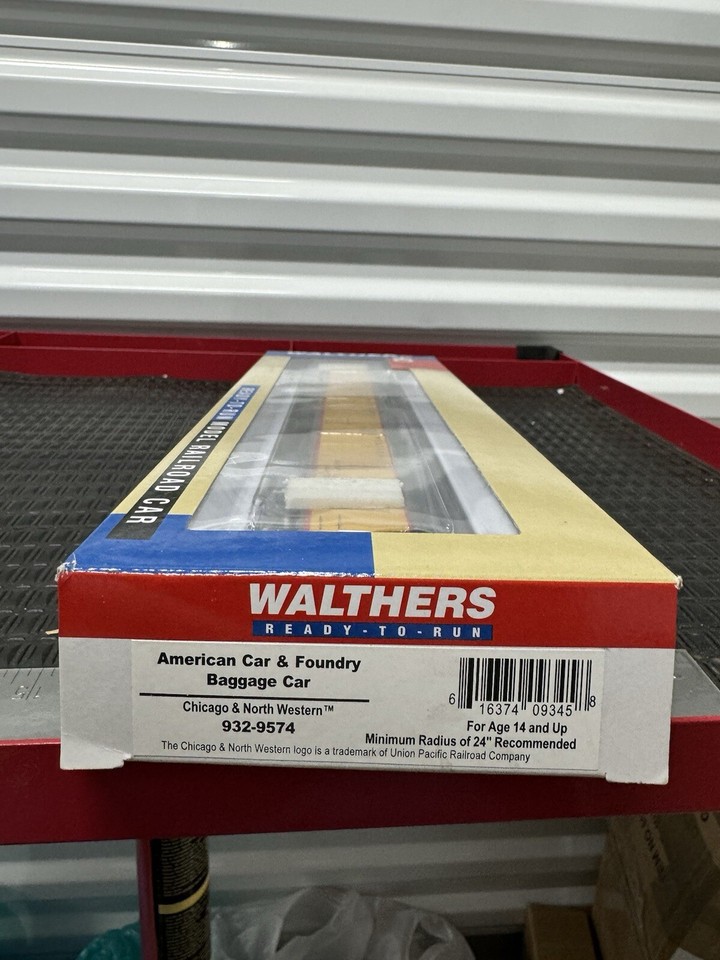 READY-TO-RUN MODEL RAILROAD CAR
WALTHERS
READY-TO-RUN
American Car & Foundry
Baggage Car
Chicago & North Western™
932-9574
6 16374 09345 8
For Age 14 and Up
Minimum Radius of 24" Recommended
The Chicago & North Western logo is a trademark of Union Pacific Railroad Company